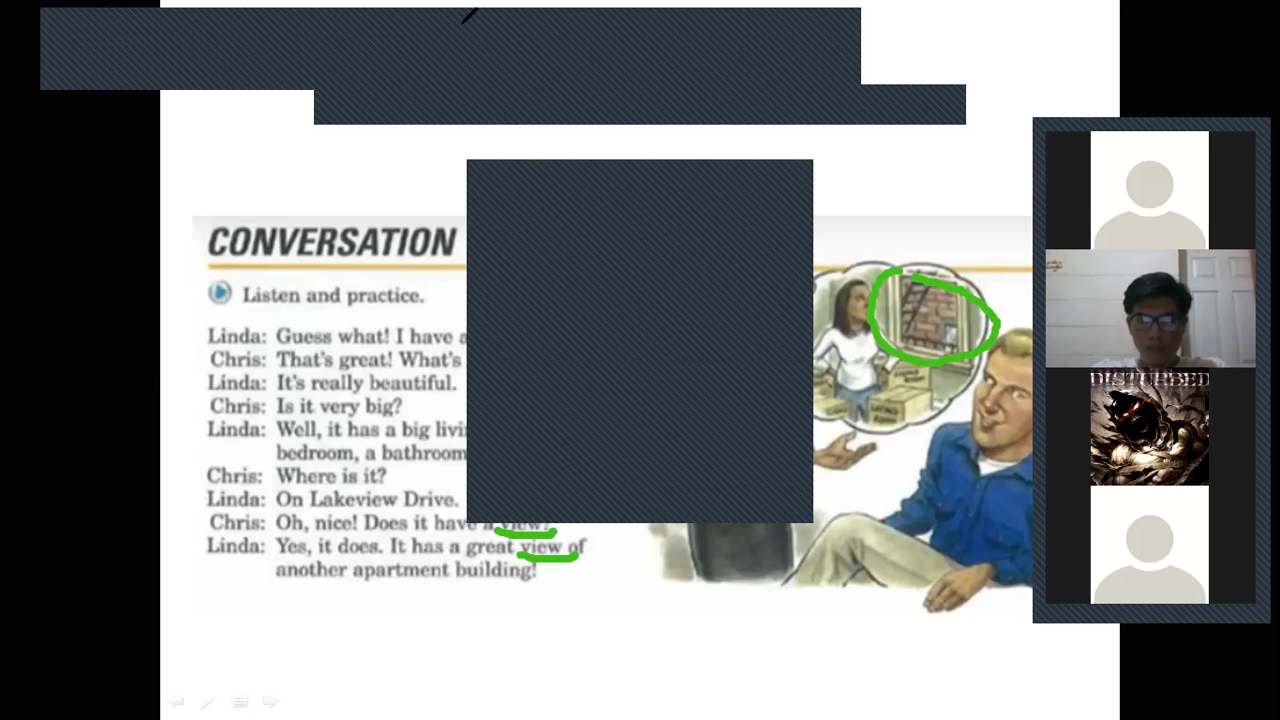 CONVERSATION
Listen and practice.
Linda: Guess what! I have a
Chris: That's great! What's
Linda: It's really beautiful.
Chris: Is it very big?
Linda: Well, it has a big
bedroom, a bathroom
Chris: Where is it?
Linda: On Lakeview Drive.
Chris: Oh, nice! Does it have a view?
Linda: Yes, it does. It has a great view of
another apartment building!
DISTURBED